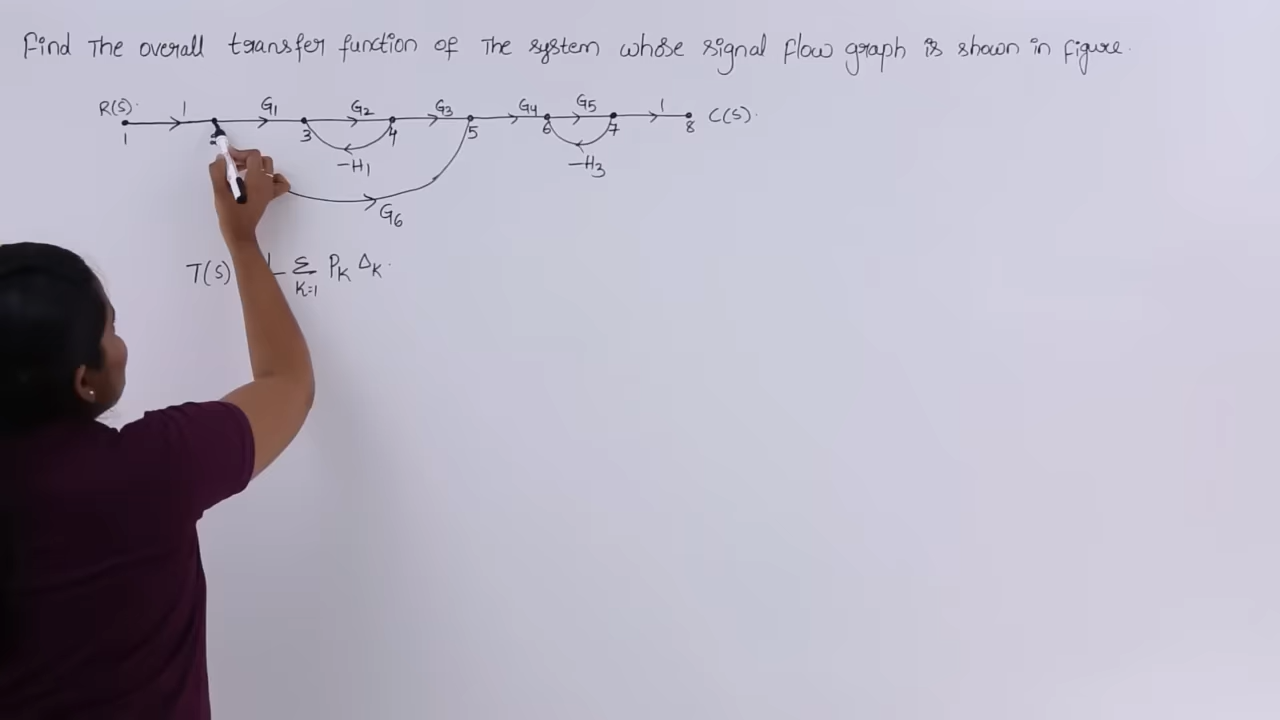 Find The overall transfer function of The system whose signal flow graph is shown in figure.
R(s). 1 G1 G2 G3 G4 G5 1 C(s).
1 3 4 5 6 7 8
-H1 -H3
G6
T(s) Σ PK ΔK.
K=1